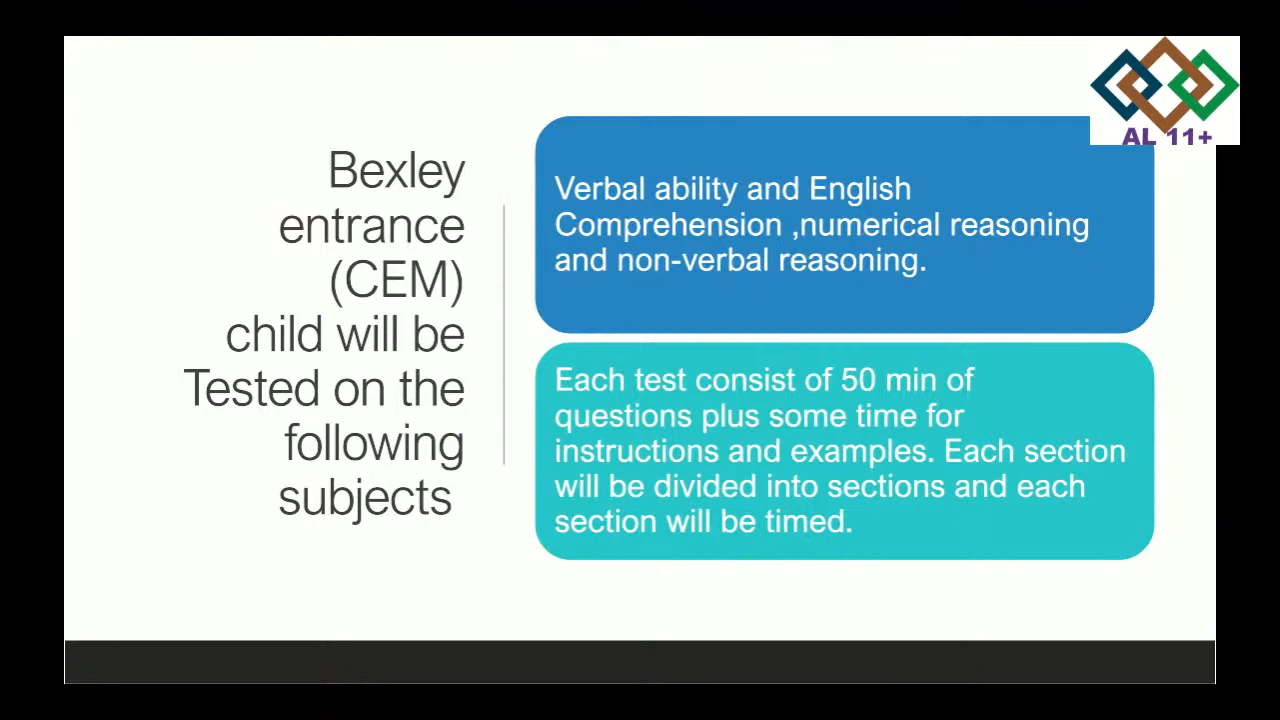 Bexley
entrance
(CEM)
child will be
Tested on the
following
subjects
Verbal ability and English
Comprehension ,numerical reasoning
and non-verbal reasoning.
Each test consist of 50 min of
questions plus some time for
instructions and examples. Each section
will be divided into sections and each
section will be timed.
AL 11+